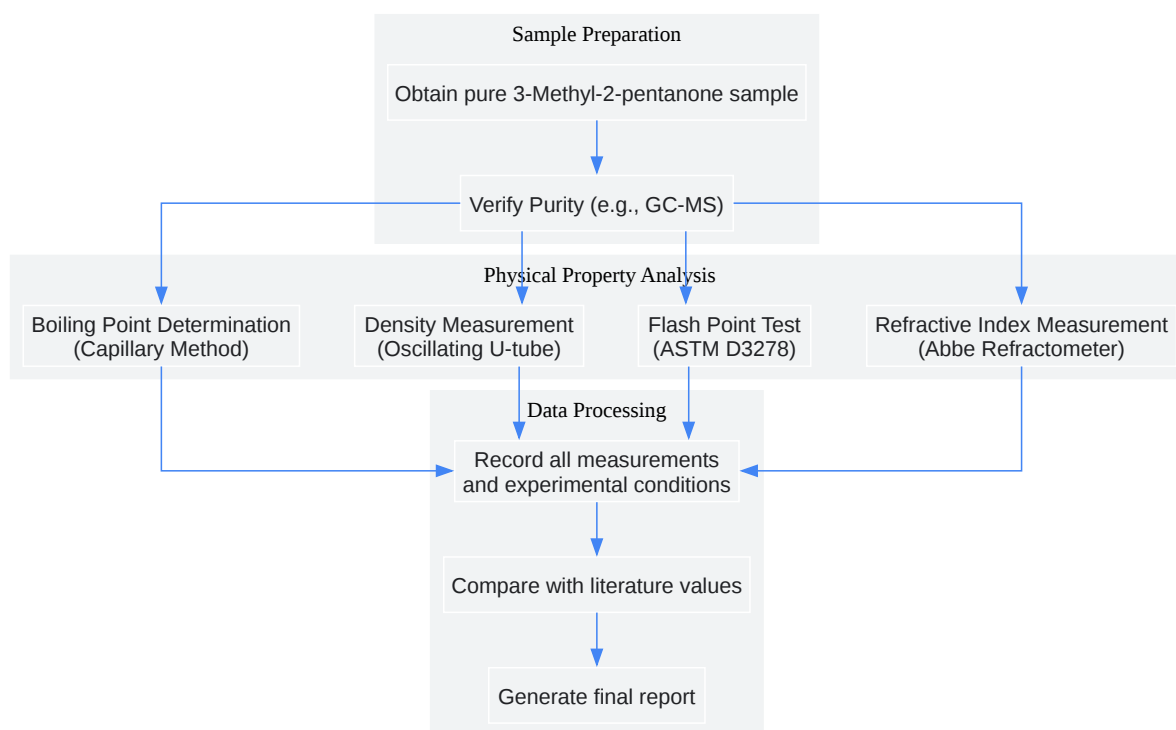 Sample Preparation
Obtain pure 3-Methyl-2-pentanone sample
Verify Purity (e.g., GC-MS)
Physical Property Analysis
Boiling Point Determination
(Capillary Method)
Density Measurement
(Oscillating U-tube)
Flash Point Test
(ASTM D3278)
Refractive Index Measurement
(Abbe Refractometer)
Data Processing
Record all measurements
and experimental conditions
Compare with literature values
Generate final report